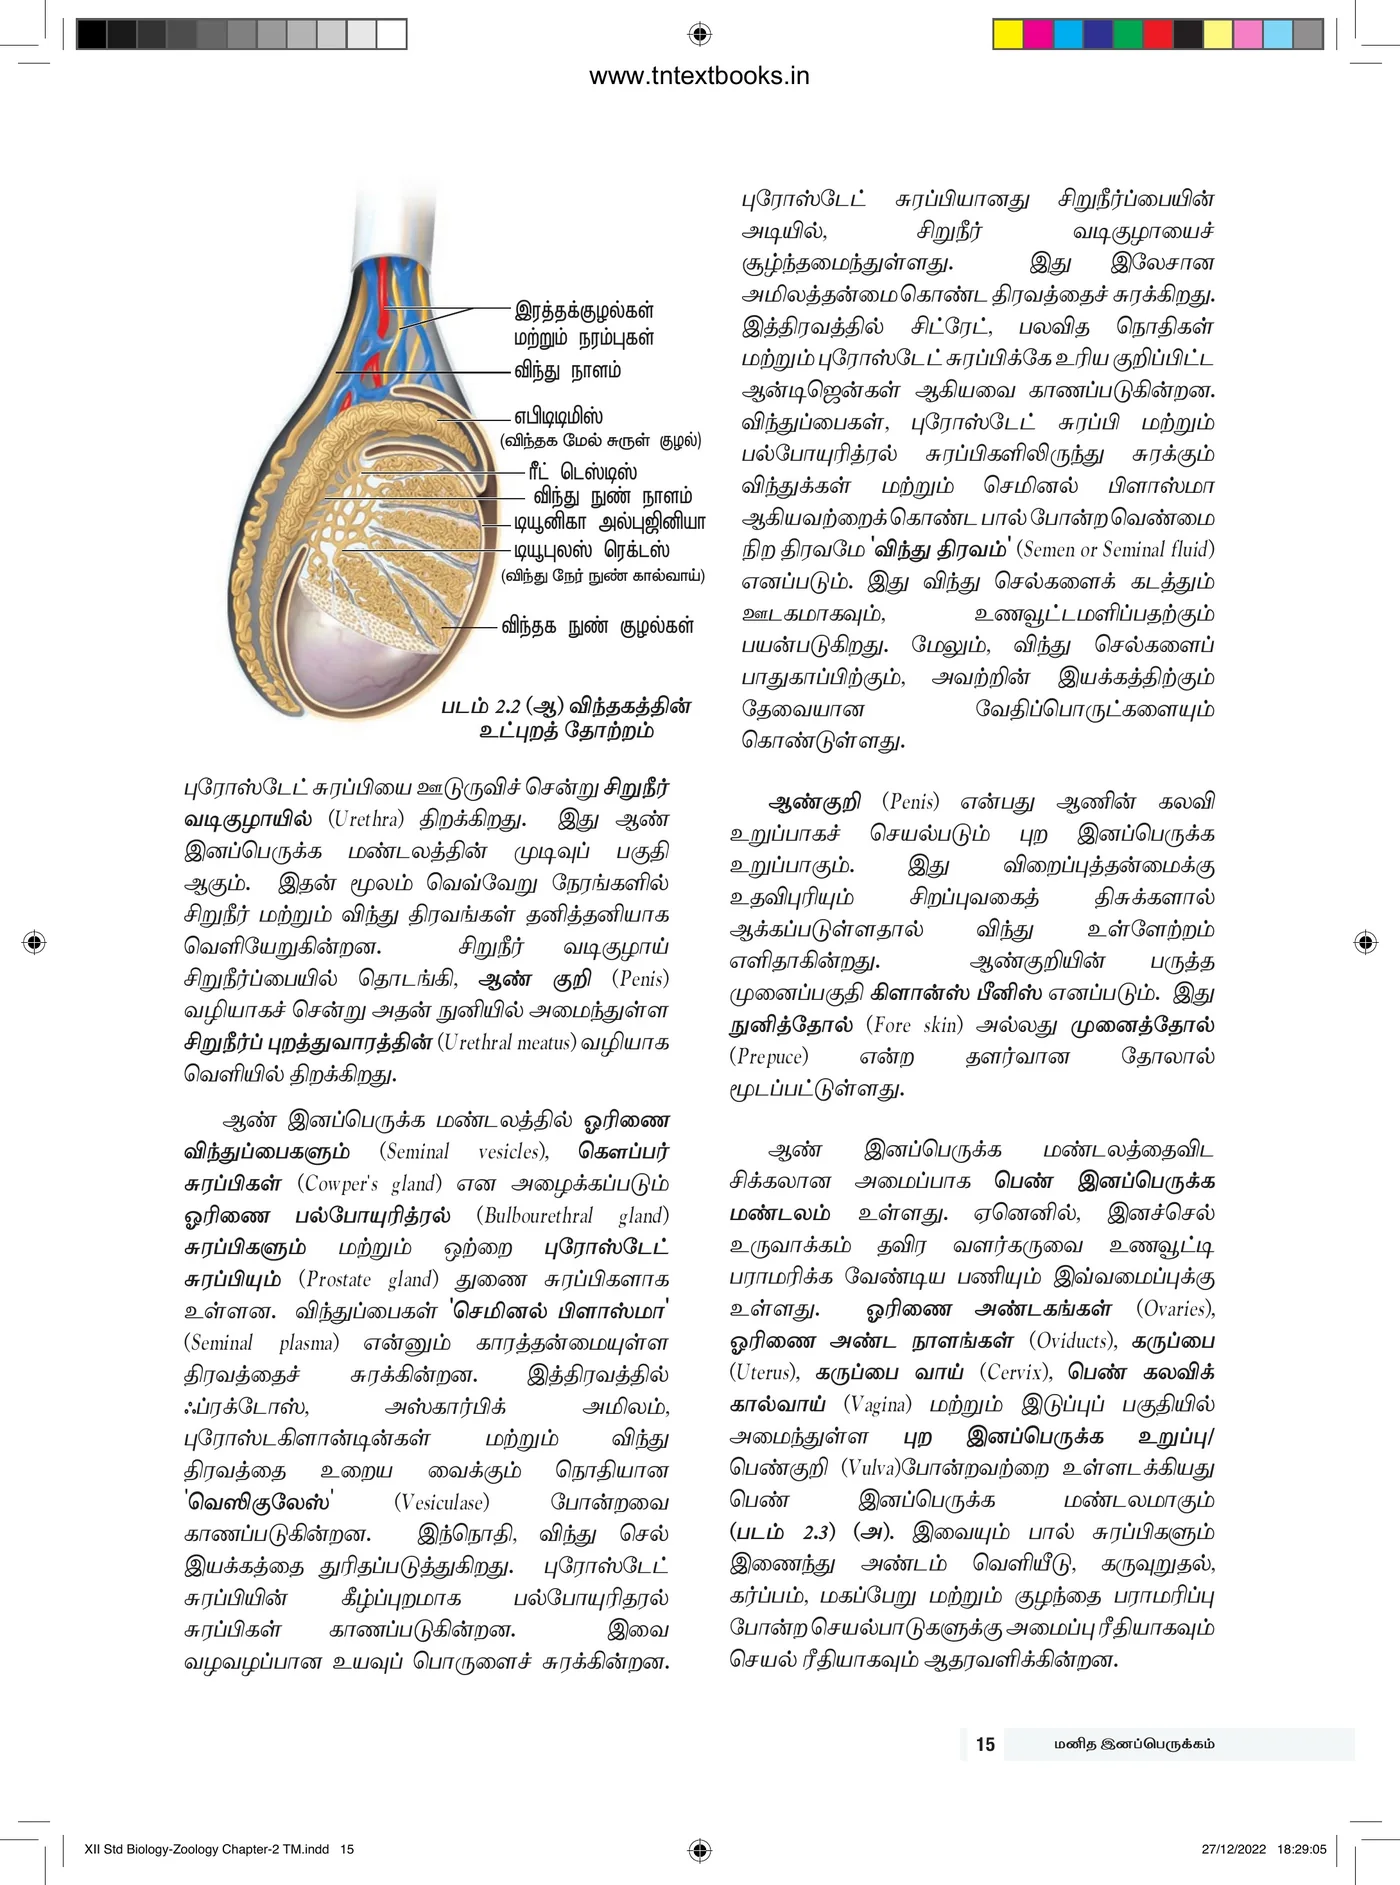 www.tntextbooks.in
இரத்தக்குழல்கள்
மற்றும் நரம்புகள்
விந்து நாளம்
எபிடிடிமிஸ்
(விந்தக மேல் சுருள் குழல்)
ரீட் டெஸ்டிஸ்
விந்து நுண் நாளம்
டியூனிகா அல்புஜினியா
டியூபுலஸ் ரெக்டஸ்
(விந்து நேர் நுண் கால்வாய்)
விந்தக நுண் குழல்கள்
படம் 2.2 (ஆ) விந்தகத்தின்
உட்புறத் தோற்றம்
புரோஸ்டேட் சுரப்பியை ஊடுருவிச் சென்று சிறுநீர்
வடிகுழாயில் (Urethra) திறக்கிறது. இது ஆண்
இனப்பெருக்க மண்டலத்தின் முடிவுப் பகுதி
ஆகும். இதன் மூலம் வெவ்வேறு நேரங்களில்
சிறுநீர் மற்றும் விந்து திரவங்கள் தனித்தனியாக
வெளியேறுகின்றன. சிறுநீர் வடிகுழாய்
சிறுநீர்ப்பையில் தொடங்கி, ஆண் குறி (Penis)
வழியாகச் சென்று அதன் நுனியில் அமைந்துள்ள
சிறுநீர்ப் புறத்துவாரத்தின் (Urethral meatus) வழியாக
வெளியில் திறக்கிறது.
ஆண் இனப்பெருக்க மண்டலத்தில் ஓரிணை
விந்துப்பைகளும் (Seminal vesicles), கௌப்பர்
சுரப்பிகள் (Cowper's gland) என அழைக்கப்படும்
ஓரிணை பல்போயுரித்ரல் (Bulbourethral gland)
சுரப்பிகளும் மற்றும் ஒற்றை புரோஸ்டேட்
சுரப்பியும் (Prostate gland) துணை சுரப்பிகளாக
உள்ளன. விந்துப்பைகள் 'செமினல் பிளாஸ்மா'
(Seminal plasma) என்னும் காரத்தன்மையுள்ள
திரவத்தைச் சுரக்கின்றன. இத்திரவத்தில்
ஃப்ரக்டோஸ், அஸ்கார்பிக் அமிலம்,
புரோஸ்டகிளான்டின்கள் மற்றும் விந்து
திரவத்தை உறைய வைக்கும் நொதியான
'வெஸிகுலேஸ்' (Vesiculase) போன்றவை
காணப்படுகின்றன. இந்நொதி, விந்து செல்
இயக்கத்தை துரிதப்படுத்துகிறது. புரோஸ்டேட்
சுரப்பியின் கீழ்ப்புறமாக பல்போயுரிதரல்
சுரப்பிகள் காணப்படுகின்றன. இவை
வழவழப்பான உயவுப் பொருளைச் சுரக்கின்றன.
புரோஸ்டேட் சுரப்பியானது சிறுநீர்ப்பையின்
அடியில், சிறுநீர் வடிகுழாயைச்
சூழ்ந்தமைந்துள்ளது. இது இலேசான
அமிலத்தன்மைகொண்ட திரவத்தைச் சுரக்கிறது.
இத்திரவத்தில் சிட்ரேட், பலவித நொதிகள்
மற்றும் புரோஸ்டேட் சுரப்பிக்கே உரிய குறிப்பிட்ட
ஆன்டிஜென்கள் ஆகியவை காணப்படுகின்றன.
விந்துப்பைகள், புரோஸ்டேட் சுரப்பி மற்றும்
பல்போயுரித்ரல் சுரப்பிகளிலிருந்து சுரக்கும்
விந்துக்கள் மற்றும் செமினல் பிளாஸ்மா
ஆகியவற்றைக்கொண்ட பால் போன்ற வெண்மை
நிற திரவமே 'விந்து திரவம்' (Semen or Seminal fluid)
எனப்படும். இது விந்து செல்களைக் கடத்தும்
ஊடகமாகவும், உணவூட்டமளிப்பதற்கும்
பயன்படுகிறது. மேலும், விந்து செல்களைப்
பாதுகாப்பிற்கும், அவற்றின் இயக்கத்திற்கும்
தேவையான வேதிப்பொருட்களையும்
கொண்டுள்ளது.
ஆண்குறி (Penis) என்பது ஆணின் கலவி
உறுப்பாகச் செயல்படும் புற இனப்பெருக்க
உறுப்பாகும். இது விறைப்புத்தன்மைக்கு
உதவிபுரியும் சிறப்புவகைத் திசுக்களால்
ஆக்கப்படுள்ளதால் விந்து உள்ளேற்றம்
எளிதாகின்றது. ஆண்குறியின் பருத்த
முனைப்பகுதி கிளான்ஸ் பீனிஸ் எனப்படும். இது
நுனித்தோல் (Fore skin) அல்லது முனைத்தோல்
(Prepuce) என்ற தளர்வான தோலால்
மூடப்பட்டுள்ளது.
ஆண் இனப்பெருக்க மண்டலத்தைவிட
சிக்கலான அமைப்பாக பெண் இனப்பெருக்க
மண்டலம் உள்ளது. ஏனெனில், இனச்செல்
உருவாக்கம் தவிர வளர்கருவை உணவூட்டி
பராமரிக்க வேண்டிய பணியும் இவ்வமைப்புக்கு
உள்ளது. ஓரிணை அண்டகங்கள் (Ovaries),
ஓரிணை அண்ட நாளங்கள் (Oviducts), கருப்பை
(Uterus), கருப்பை வாய் (Cervix), பெண் கலவிக்
கால்வாய் (Vagina) மற்றும் இடுப்புப் பகுதியில்
அமைந்துள்ள புற இனப்பெருக்க உறுப்பு/
பெண்குறி (Vulva)போன்றவற்றை உள்ளடக்கியது
பெண் இனப்பெருக்க மண்டலமாகும்
(படம் 2.3) (அ). இவையும் பால் சுரப்பிகளும்
இணைந்து அண்டம் வெளியீடு, கருவுறுதல்,
கர்ப்பம், மகப்பேறு மற்றும் குழந்தை பராமரிப்பு
போன்ற செயல்பாடுகளுக்கு அமைப்பு ரீதியாகவும்
செயல் ரீதியாகவும் ஆதரவளிக்கின்றன.
15 மனித இனப்பெருக்கம்
XII Std Biology-Zoology Chapter-2 TM.indd 15 27/12/2022 18:29:05